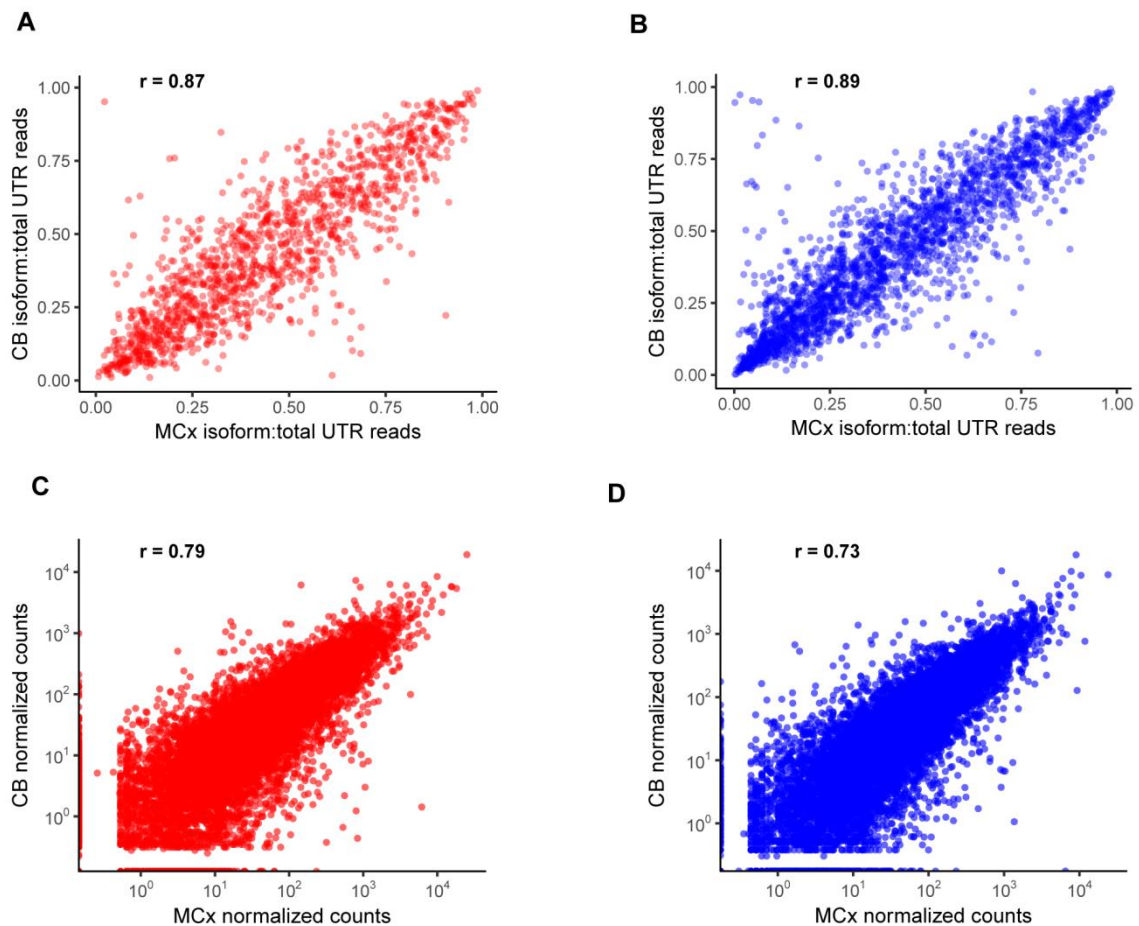 A
r = 0.87
1.00
0.75
0.50
0.25
0.00
CB isoform:total UTR reads
0.00 0.25 0.50 0.75 1.00
MCx isoform:total UTR reads
B
r = 0.89
1.00
0.75
0.50
0.25
0.00
CB isoform:total UTR reads
0.00 0.25 0.50 0.75 1.00
MCx isoform:total UTR reads
C
r = 0.79
10⁴
10³
10²
10¹
10⁰
CB normalized counts
10⁰ 10¹ 10² 10³ 10⁴
MCx normalized counts
D
r = 0.73
10⁴
10³
10²
10¹
10⁰
CB normalized counts
10⁰ 10¹ 10² 10³ 10⁴
MCx normalized counts